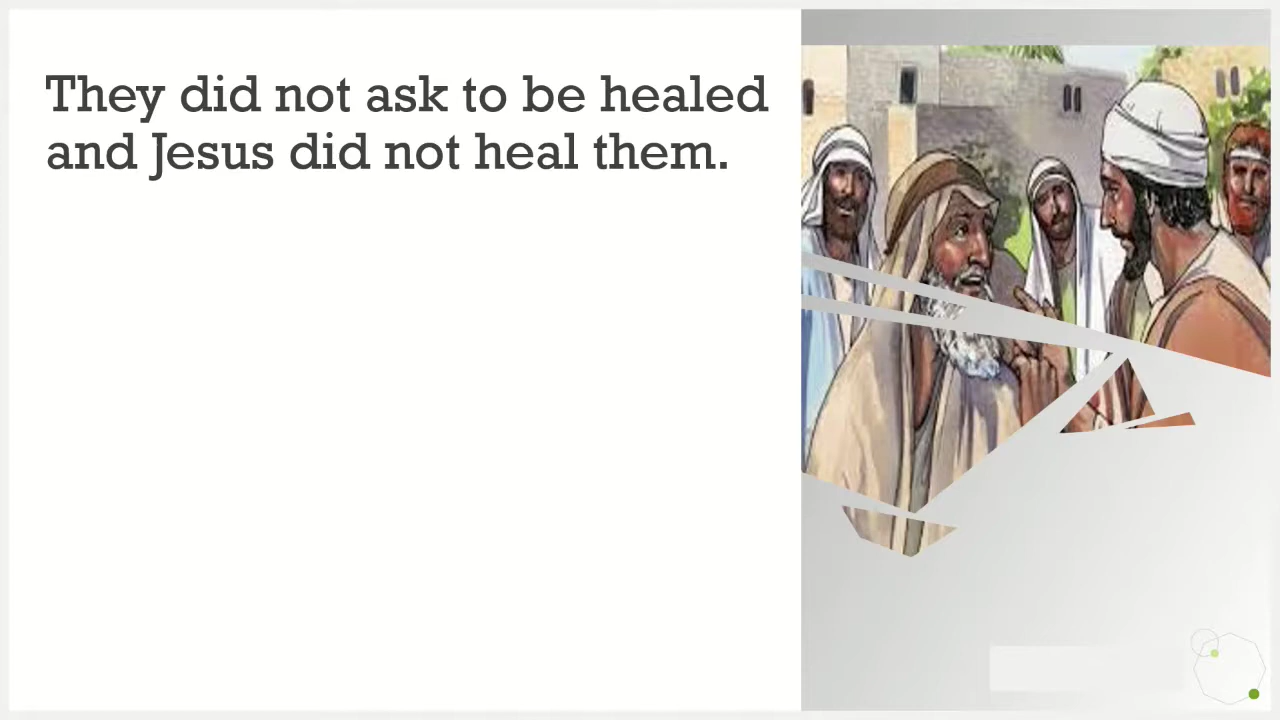 They did not ask to be healed
and Jesus did not heal them.